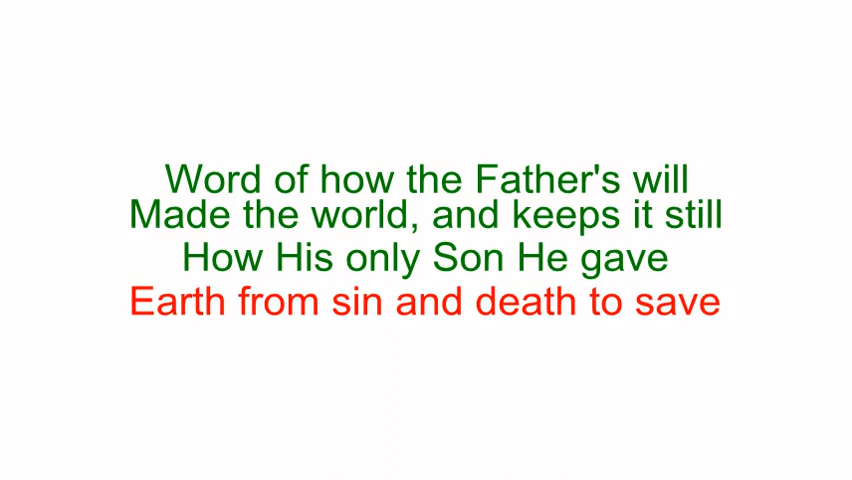 Word of how the Father's will
Made the world, and keeps it still
How His only Son He gave
Earth from sin and death to save